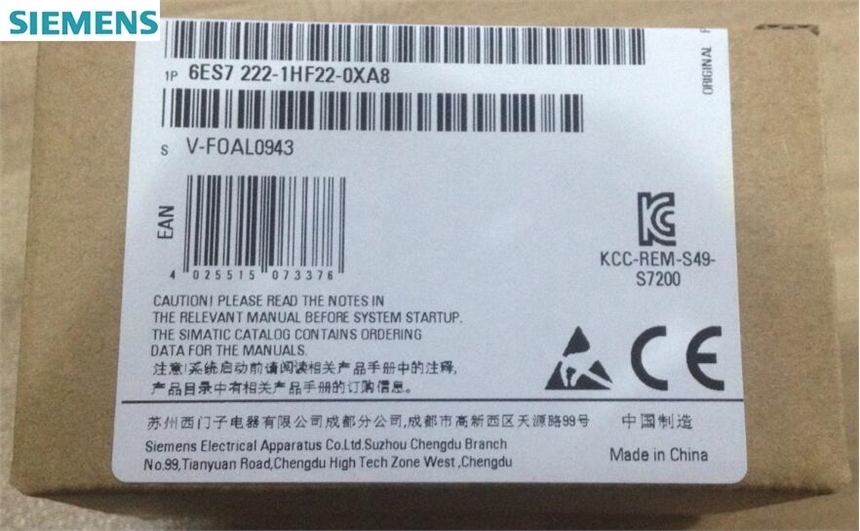 SIEMENS
1P 6ES7 222-1HF22-0XA8
ORIGINAL
S V-FOAL0943
EAN
4 025515 073376
KCC-REM-S49-
S7200
CAUTION! PLEASE READ THE NOTES IN
THE RELEVANT MANUAL BEFORE SYSTEM STARTUP.
THE SIMATIC CATALOG CONTAINS ORDERING
DATA FOR THE MANUALS.
注意!系统启动前请阅读相关产品手册中的注释,
产品目录中有相关产品手册的订购信息。
CE
苏州西门子电器有限公司成都分公司,成都市高新西区天源路99号 中国制造
Siemens Electrical Apparatus Co.Ltd.Suzhou Chengdu Branch
No.99,Tianyuan Road,Chengdu High Tech Zone West ,Chengdu
Made in China